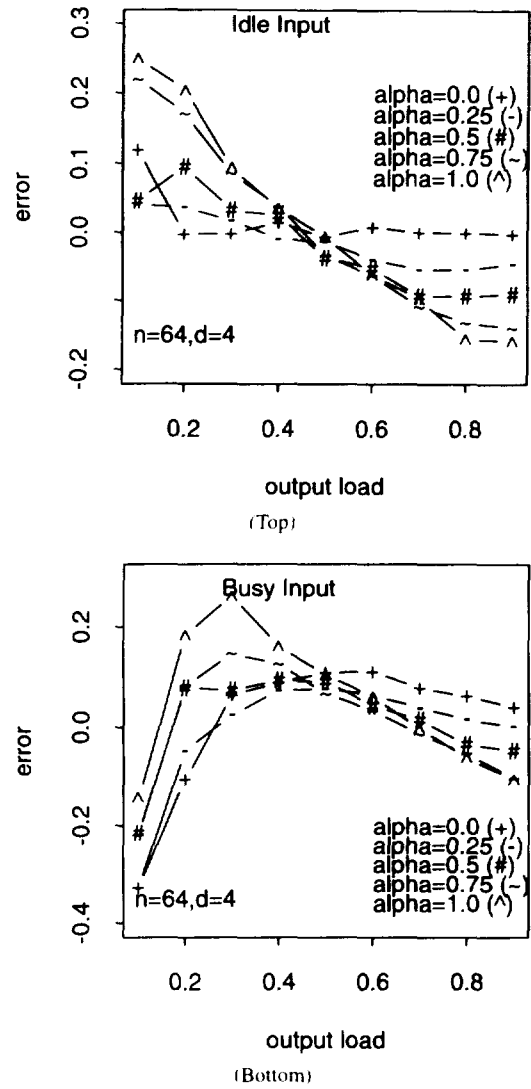 Idle Input
0.3
0.2
0.1
0.0
-0.2
error
alpha=0.0 (+)
alpha=0.25 (-)
alpha=0.5 (#)
alpha=0.75 (~)
alpha=1.0 (^)
n=64,d=4
0.2 0.4 0.6 0.8
output load
(Top)
Busy Input
0.2
0.0
-0.2
-0.4
error
alpha=0.0 (+)
alpha=0.25 (-)
alpha=0.5 (#)
alpha=0.75 (~)
alpha=1.0 (^)
n=64,d=4
0.2 0.4 0.6 0.8
output load
(Bottom)